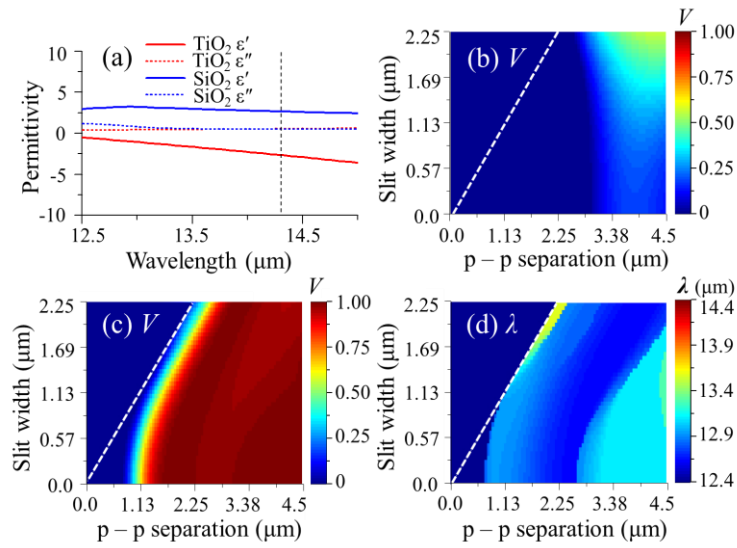 (a)
TiO₂ ε′
TiO₂ ε″
SiO₂ ε′
SiO₂ ε″
Permittivity
10
5
0
-5
-10
12.5 13.5 14.5
Wavelength (μm)
(b) V
V
1.00
0.75
0.50
0.25
0
Slit width (μm)
2.25
1.69
1.13
0.57
0.0
0.0 1.13 2.25 3.38 4.5
p – p separation (μm)
(c) V
V
1.00
0.75
0.50
0.25
0
Slit width (μm)
2.25
1.69
1.13
0.57
0.0
0.0 1.13 2.25 3.38 4.5
p – p separation (μm)
(d) λ
λ (μm)
14.4
13.9
13.4
12.9
12.4
Slit width (μm)
2.25
1.69
1.13
0.57
0.0
0.0 1.13 2.25 3.38 4.5
p – p separation (μm)